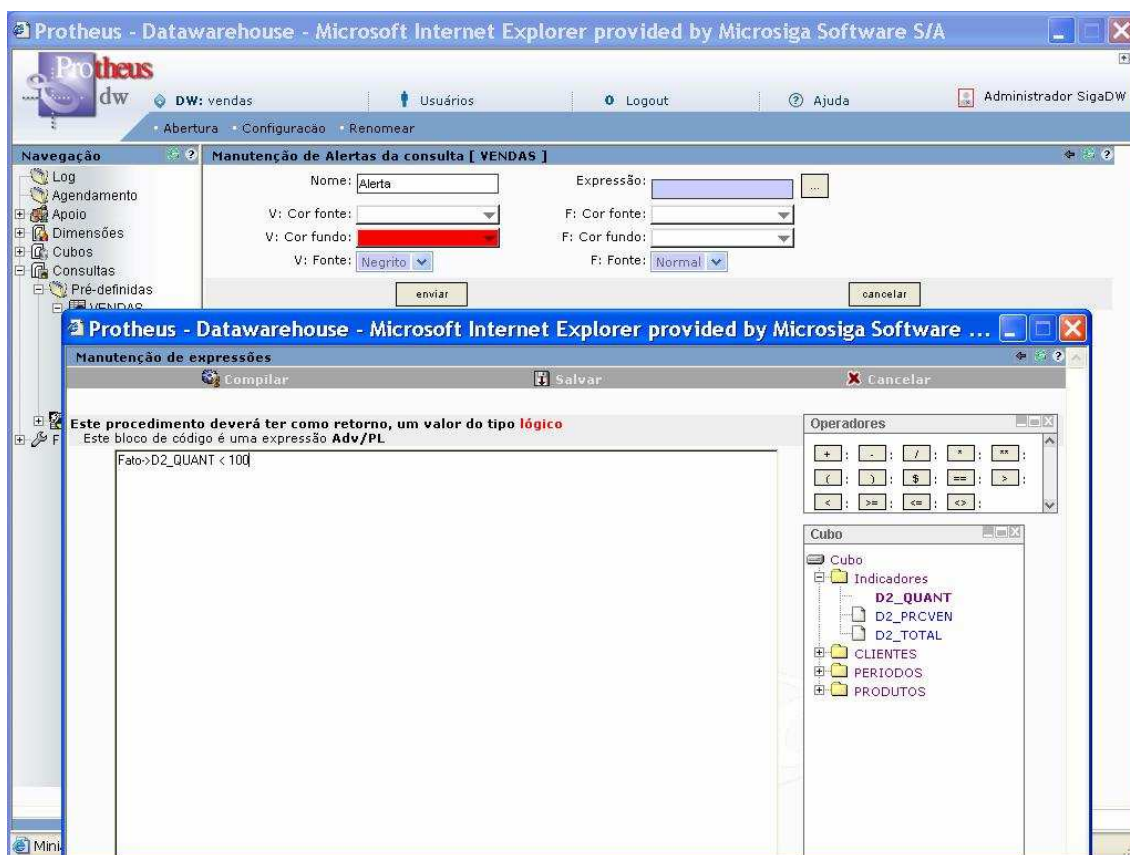 Protheus - Datawarehouse - Microsoft Internet Explorer provided by Microsiga Software S/A
Protheus
dw
DW: vendas
Usuários
Logout
Ajuda
Administrador SigaDW
Abertura
Configuração
Renomear
Navegação
Manutenção de Alertas da consulta [ VENDAS ]
Log
Agendamento
Apoio
Dimensões
Cubos
Consultas
Pré-definidas
VENDAS
F
Nome: Alerta
Expressão:
...
V: Cor fonte:
F: Cor fonte:
V: Cor fundo:
F: Cor fundo:
V: Fonte: Negrito
F: Fonte: Normal
enviar
cancelar
Protheus - Datawarehouse - Microsoft Internet Explorer provided by Microsiga Software ...
Manutenção de expressões
Compilar
Salvar
Cancelar
Este procedimento deverá ter como retorno, um valor do tipo lógico
Este bloco de código é uma expressão Adv/PL
Fato->D2_QUANT < 100
Operadores
+ : - : / : * : ** :
( : ) : $ : == : > :
< : >= : <= : <> :
Cubo
Cubo
Indicadores
D2_QUANT
D2_PRCVEN
D2_TOTAL
CLIENTES
PERIODOS
PRODUTOS